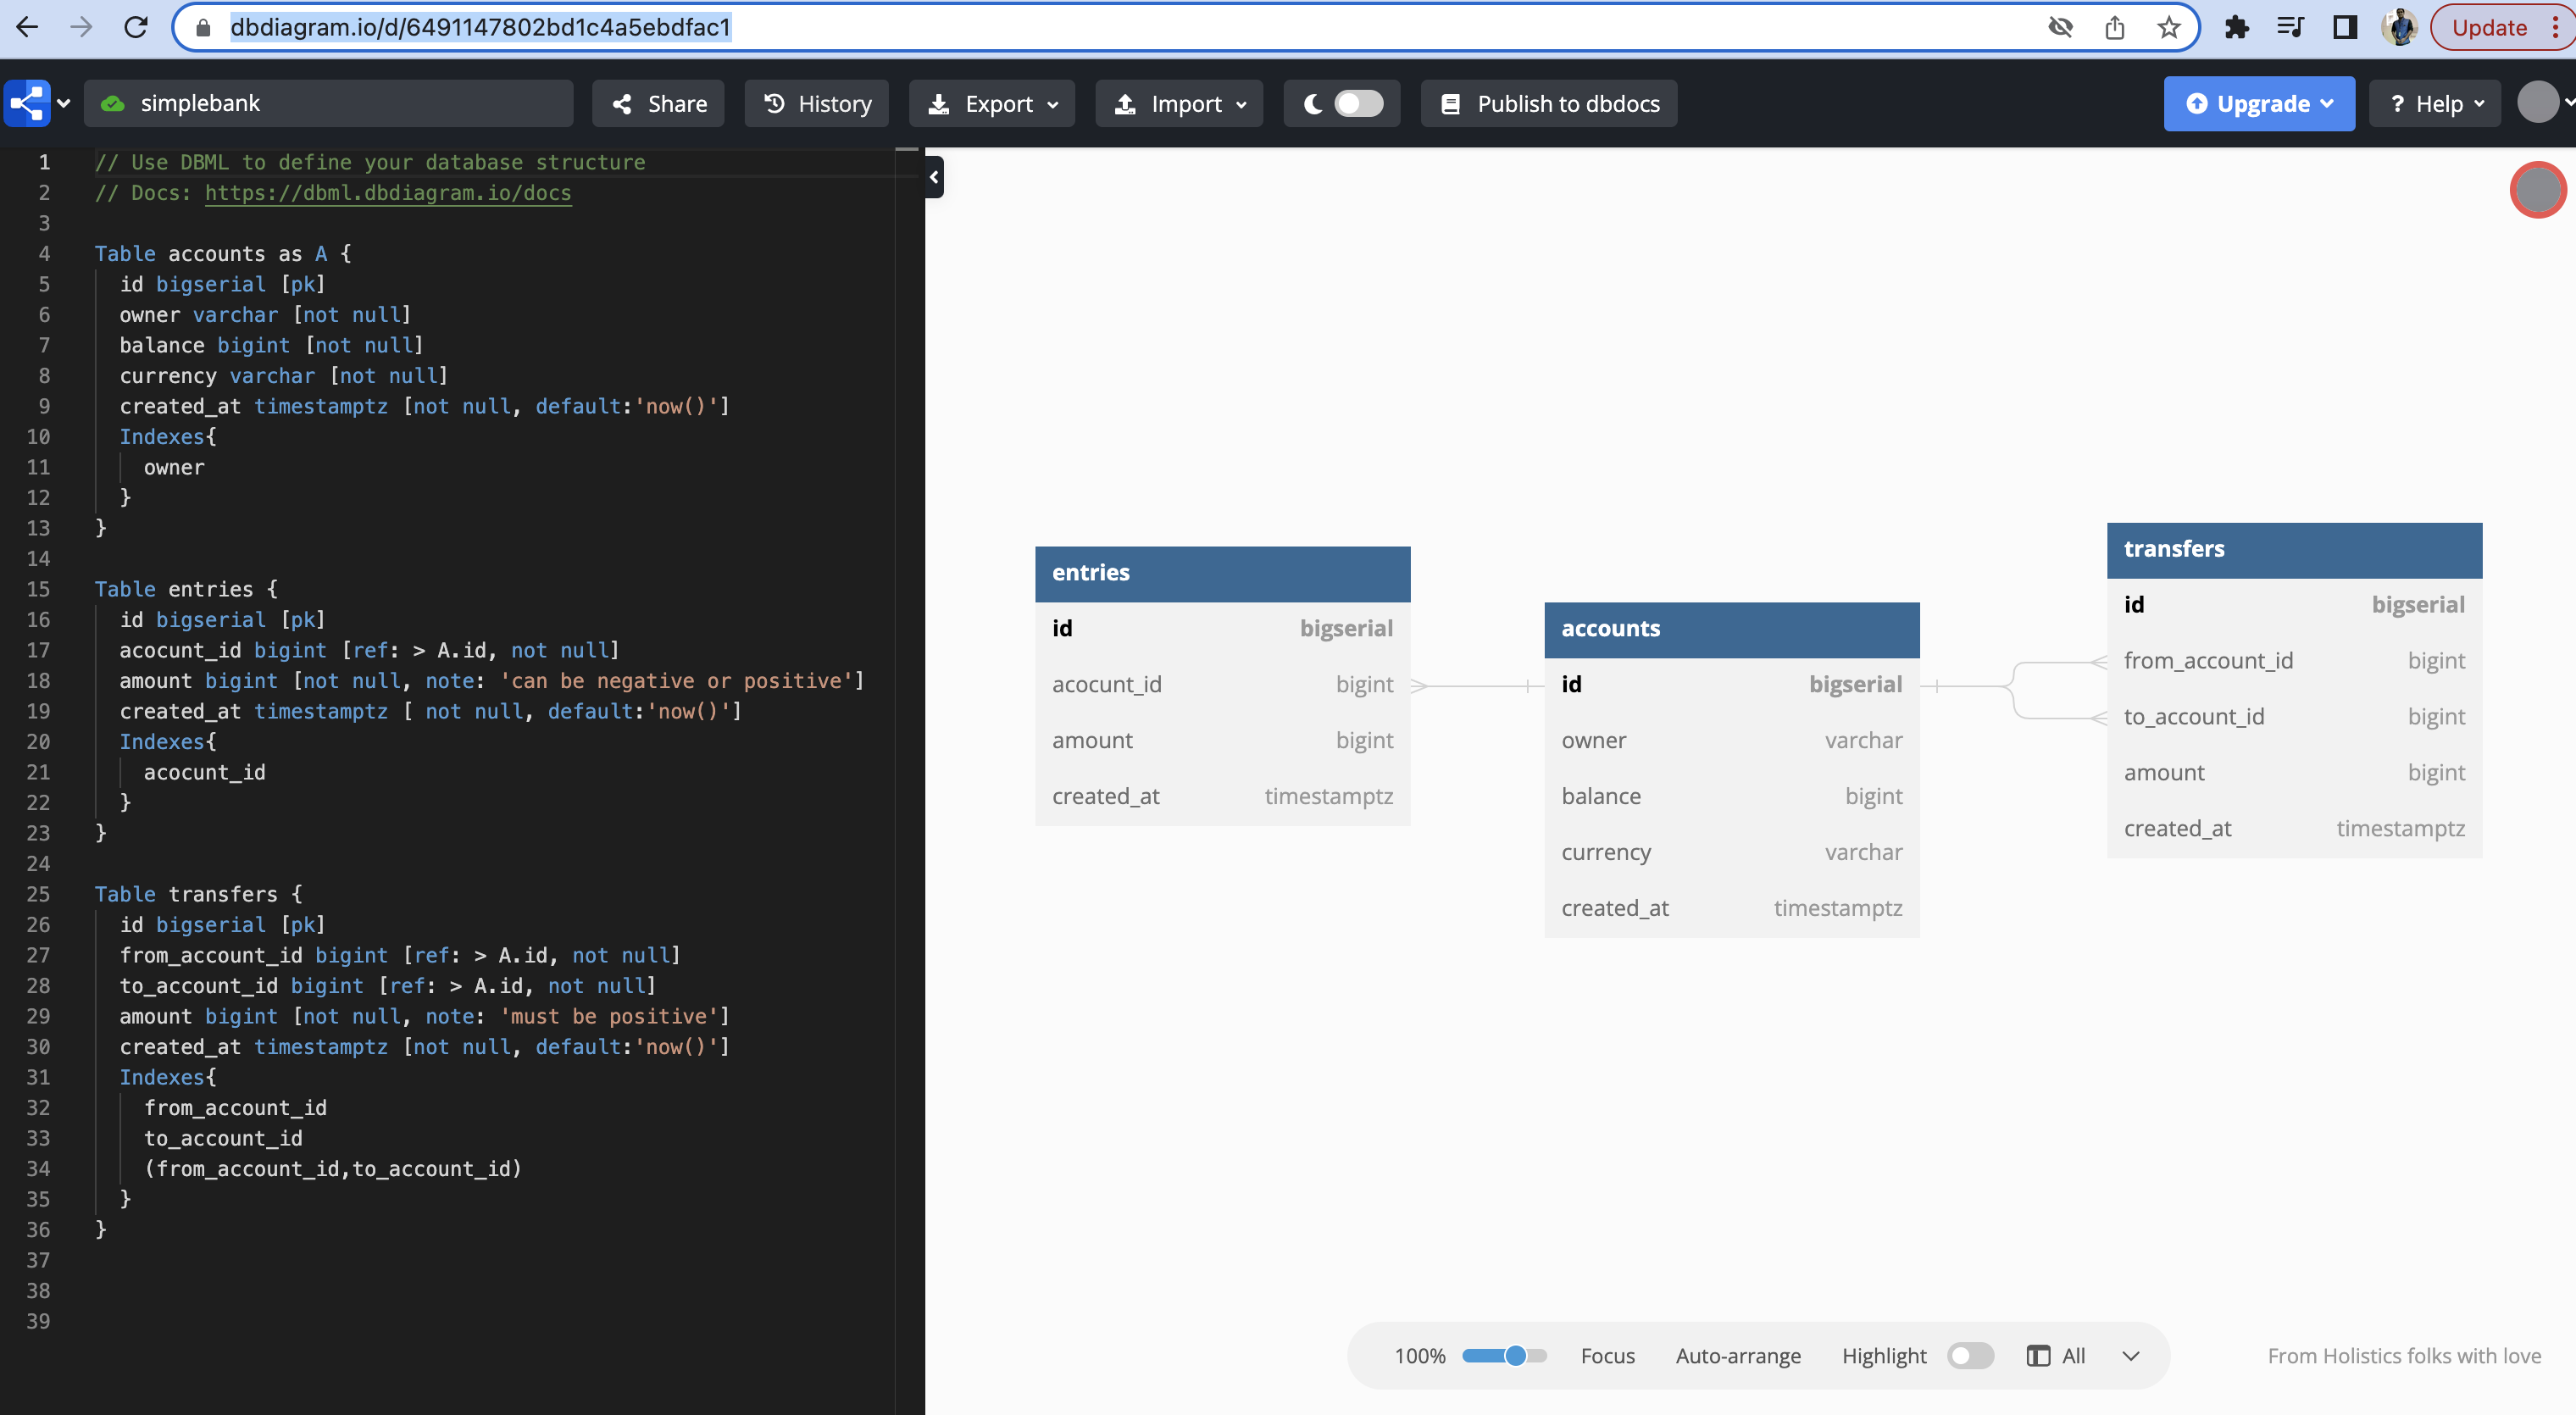 dbdiagram.io/d/6491147802bd1c4a5ebdfac1
Update
simplebank
Share
History
Export
Import
Publish to dbdocs
Upgrade
? Help
1 // Use DBML to define your database structure
2 // Docs: https://dbml.dbdiagram.io/docs
3
4 Table accounts as A {
5 id bigserial [pk]
6 owner varchar [not null]
7 balance bigint [not null]
8 currency varchar [not null]
9 created_at timestamptz [not null, default:'now()']
10 Indexes{
11 owner
12 }
13 }
14
15 Table entries {
16 id bigserial [pk]
17 acocunt_id bigint [ref: > A.id, not null]
18 amount bigint [not null, note: 'can be negative or positive']
19 created_at timestamptz [ not null, default:'now()']
20 Indexes{
21 acocunt_id
22 }
23 }
24
25 Table transfers {
26 id bigserial [pk]
27 from_account_id bigint [ref: > A.id, not null]
28 to_account_id bigint [ref: > A.id, not null]
29 amount bigint [not null, note: 'must be positive']
30 created_at timestamptz [not null, default:'now()']
31 Indexes{
32 from_account_id
33 to_account_id
34 (from_account_id,to_account_id)
35 }
36 }
37
38
39
entries
id bigserial
acocunt_id bigint
amount bigint
created_at timestamptz
accounts
id bigserial
owner varchar
balance bigint
currency varchar
created_at timestamptz
transfers
id bigserial
from_account_id bigint
to_account_id bigint
amount bigint
created_at timestamptz
100%
Focus
Auto-arrange
Highlight
All
From Holistics folks with love